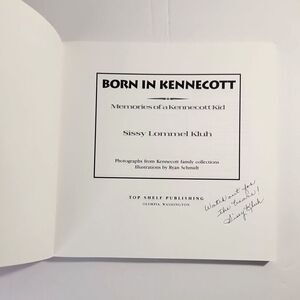 BORN IN KENNECOTT
Memories of a Kennecott Kid
Sissy Lommel Kluh
Photographs from Kennecott family collections
Illustrations by Ryan Schmidt
TOP SHELF PUBLISHING
OLYMPIA, WASHINGTON
Watch out for
the bears!
Sissy Kluh